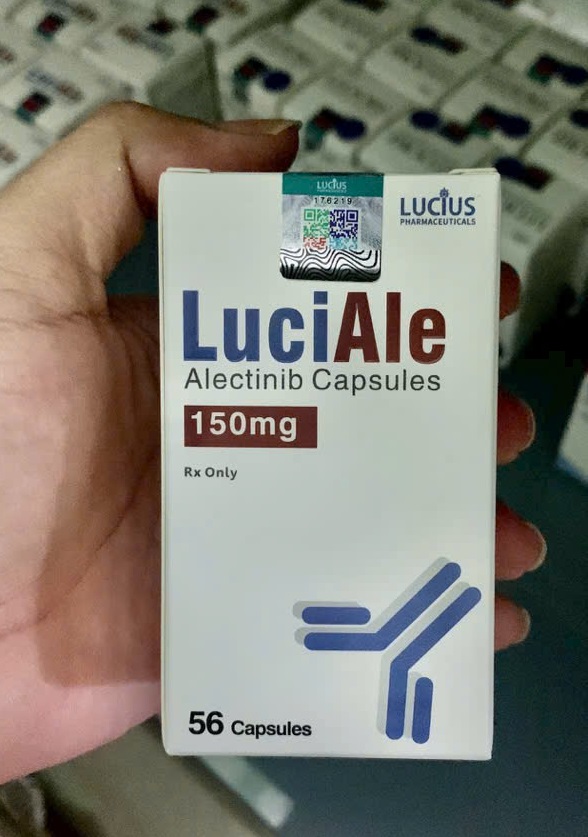 LUCIUS
176219
LUCIUS
PHARMACEUTICALS
LuciAle
Alectinib Capsules
150mg
Rx Only
56 Capsules